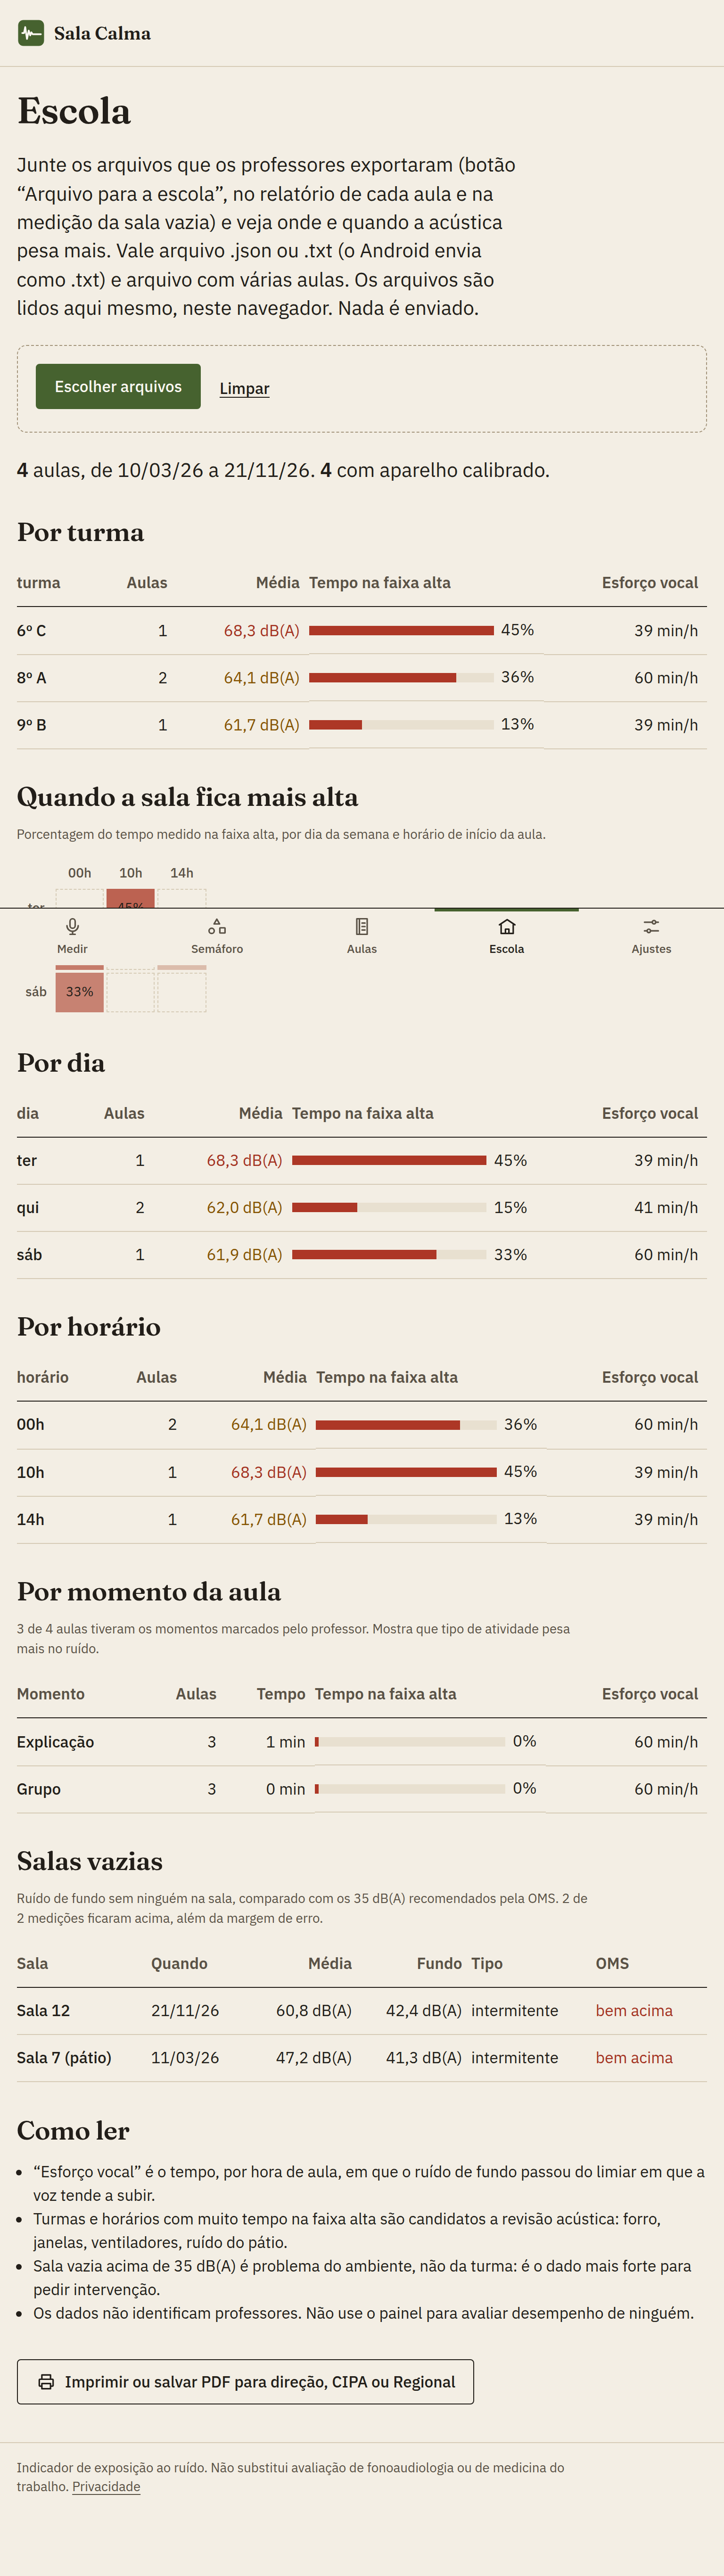 Sala Calma
Escola
Junte os arquivos que os professores exportaram (botão
“Arquivo para a escola”, no relatório de cada aula e na
medição da sala vazia) e veja onde e quando a acústica
pesa mais. Vale arquivo .json ou .txt (o Android envia
como .txt) e arquivo com várias aulas. Os arquivos são
lidos aqui mesmo, neste navegador. Nada é enviado.
Escolher arquivos Limpar
4 aulas, de 10/03/26 a 21/11/26. 4 com aparelho calibrado.
Por turma
turma Aulas Média Tempo na faixa alta Esforço vocal
6º C 1 68,3 dB(A) 45% 39 min/h
8º A 2 64,1 dB(A) 36% 60 min/h
9º B 1 61,7 dB(A) 13% 39 min/h
Quando a sala fica mais alta
Porcentagem do tempo medido na faixa alta, por dia da semana e horário de início da aula.
00h 10h 14h
ter 45%
Medir Semáforo Aulas Escola Ajustes
sáb 33%
Por dia
dia Aulas Média Tempo na faixa alta Esforço vocal
ter 1 68,3 dB(A) 45% 39 min/h
qui 2 62,0 dB(A) 15% 41 min/h
sáb 1 61,9 dB(A) 33% 60 min/h
Por horário
horário Aulas Média Tempo na faixa alta Esforço vocal
00h 2 64,1 dB(A) 36% 60 min/h
10h 1 68,3 dB(A) 45% 39 min/h
14h 1 61,7 dB(A) 13% 39 min/h
Por momento da aula
3 de 4 aulas tiveram os momentos marcados pelo professor. Mostra que tipo de atividade pesa
mais no ruído.
Momento Aulas Tempo Tempo na faixa alta Esforço vocal
Explicação 3 1 min 0% 60 min/h
Grupo 3 0 min 0% 60 min/h
Salas vazias
Ruído de fundo sem ninguém na sala, comparado com os 35 dB(A) recomendados pela OMS. 2 de
2 medições ficaram acima, além da margem de erro.
Sala Quando Média Fundo Tipo OMS
Sala 12 21/11/26 60,8 dB(A) 42,4 dB(A) intermitente bem acima
Sala 7 (pátio) 11/03/26 47,2 dB(A) 41,3 dB(A) intermitente bem acima
Como ler
• “Esforço vocal” é o tempo, por hora de aula, em que o ruído de fundo passou do limiar em que a
voz tende a subir.
• Turmas e horários com muito tempo na faixa alta são candidatos a revisão acústica: forro,
janelas, ventiladores, ruído do pátio.
• Sala vazia acima de 35 dB(A) é problema do ambiente, não da turma: é o dado mais forte para
pedir intervenção.
• Os dados não identificam professores. Não use o painel para avaliar desempenho de ninguém.
Imprimir ou salvar PDF para direção, CIPA ou Regional
Indicador de exposição ao ruído. Não substitui avaliação de fonoaudiologia ou de medicina do
trabalho. Privacidade